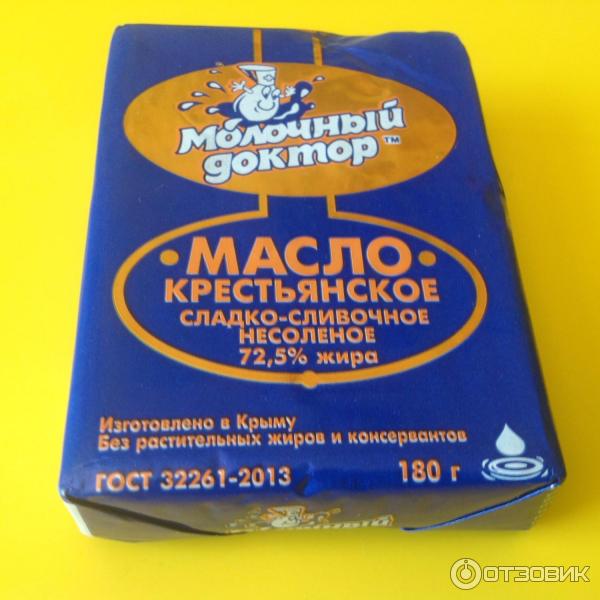 Молочный
доктор™
• МАСЛО •
КРЕСТЬЯНСКОЕ
СЛАДКО-СЛИВОЧНОЕ
НЕСОЛЕНОЕ
72,5% жира
Изготовлено в Крыму
Без растительных жиров и консервантов
ГОСТ 32261-2013 180 г
ОТЗОВИК